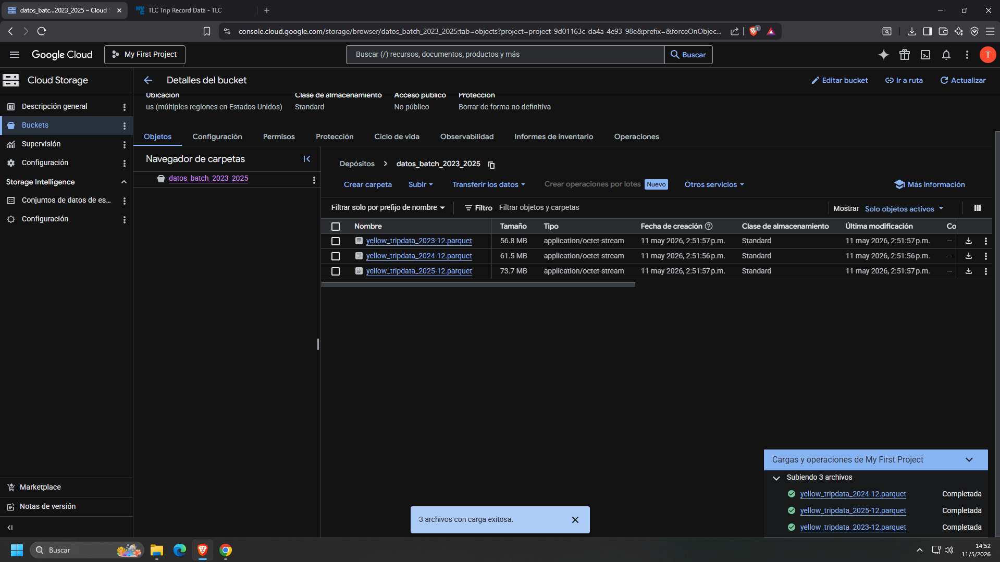 datos_batc...2023_2025 – Cloud S
TLC Trip Record Data - TLC
console.cloud.google.com/storage/browser/datos_batch_2023_2025;tab=objects?project=project-9d01163c-da4a-4e93-98e&prefix=&forceOnObjec...
1
Google Cloud
My First Project
Buscar (/) recursos, documentos, productos y más
Buscar
T
Cloud Storage
Detalles del bucket
Editar bucket
Ir a ruta
Actualizar
Ubicación
Clase de almacenamiento
Acceso público
Protección
us (múltiples regiones en Estados Unidos)
Standard
No público
Borrar de forma no definitiva
Descripción general
Buckets
Supervisión
Configuración
Storage Intelligence
Conjuntos de datos de es...
Configuración
Objetos
Configuración
Permisos
Protección
Ciclo de vida
Observabilidad
Informes de inventario
Operaciones
Navegador de carpetas
datos_batch_2023_2025
Depósitos
datos_batch_2023_2025
Crear carpeta
Subir
Transferir los datos
Crear operaciones por lotes
Nuevo
Otros servicios
Más información
Filtrar solo por prefijo de nombre
Filtro
Filtrar objetos y carpetas
Mostrar
Solo objetos activos
Nombre Tamaño Tipo Fecha de creación Clase de almacenamiento Última modificación Co
yellow_tripdata_2023-12.parquet 56.8 MB application/octet-stream 11 may 2026, 2:51:57 p.m. Standard 11 may 2026, 2:51:57 p.m. —
yellow_tripdata_2024-12.parquet 61.5 MB application/octet-stream 11 may 2026, 2:51:56 p.m. Standard 11 may 2026, 2:51:56 p.m. —
yellow_tripdata_2025-12.parquet 73.7 MB application/octet-stream 11 may 2026, 2:51:57 p.m. Standard 11 may 2026, 2:51:57 p.m. —
Marketplace
Notas de versión
3 archivos con carga exitosa.
Cargas y operaciones de My First Project
Subiendo 3 archivos
yellow_tripdata_2024-12.parquet Completada
yellow_tripdata_2025-12.parquet Completada
yellow_tripdata_2023-12.parquet Completada
Buscar
14:52
11/5/2026